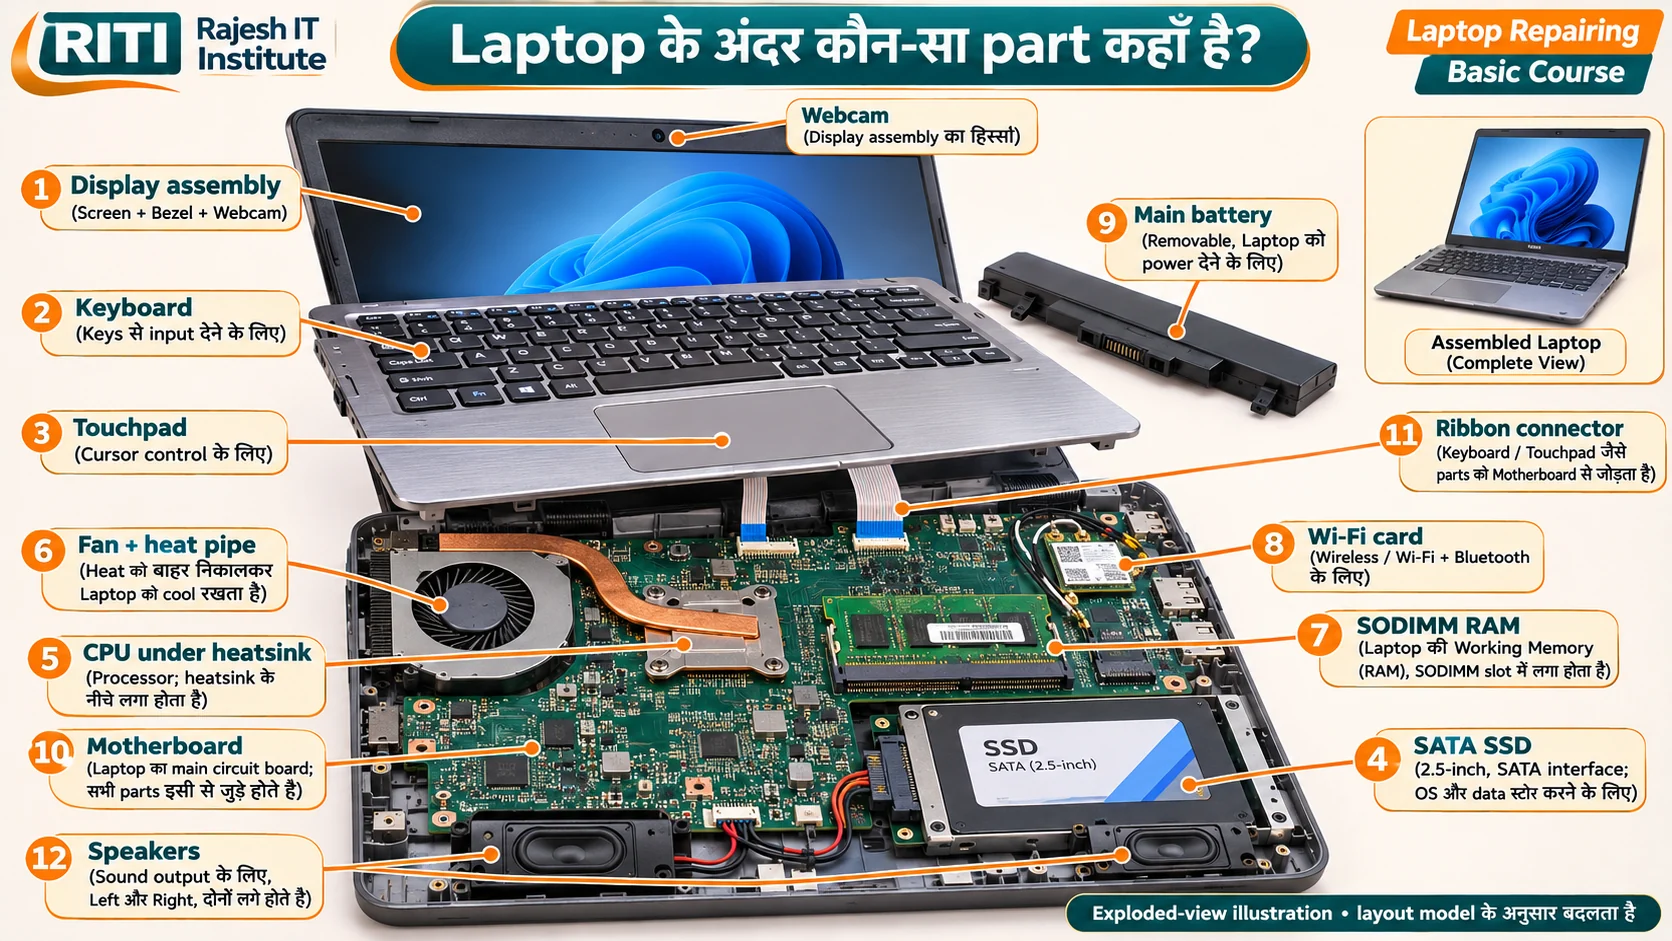 RITI
Rajesh IT
Institute
Laptop के अंदर कौन-सा part कहाँ है?
Laptop Repairing
Basic Course
Webcam
(Display assembly का हिस्सा)
1 Display assembly
(Screen + Bezel + Webcam)
2 Keyboard
(Keys से input देने के लिए)
3 Touchpad
(Cursor control के लिए)
9 Main battery
(Removable, Laptop को
power देने के लिए)
Assembled Laptop
(Complete View)
11 Ribbon connector
(Keyboard / Touchpad जैसे
parts को Motherboard से जोड़ता है)
6 Fan + heat pipe
(Heat को बाहर निकालकर
Laptop को cool रखता है)
8 Wi-Fi card
(Wireless / Wi-Fi + Bluetooth
के लिए)
5 CPU under heatsink
(Processor; heatsink के
नीचे लगा होता है)
7 SODIMM RAM
(Laptop की Working Memory
(RAM), SODIMM slot में लगा होता है)
10 Motherboard
(Laptop का main circuit board;
सभी parts इसी से जुड़े होते है)
SSD
SATA (2.5-inch)
4 SATA SSD
(2.5-inch, SATA interface;
OS और data स्टोर करने के लिए)
12 Speakers
(Sound output के लिए,
Left और Right, दोनों लगे होते है)
Exploded-view illustration • layout model के अनुसार बदलता है
Ctrl
Fn
Alt